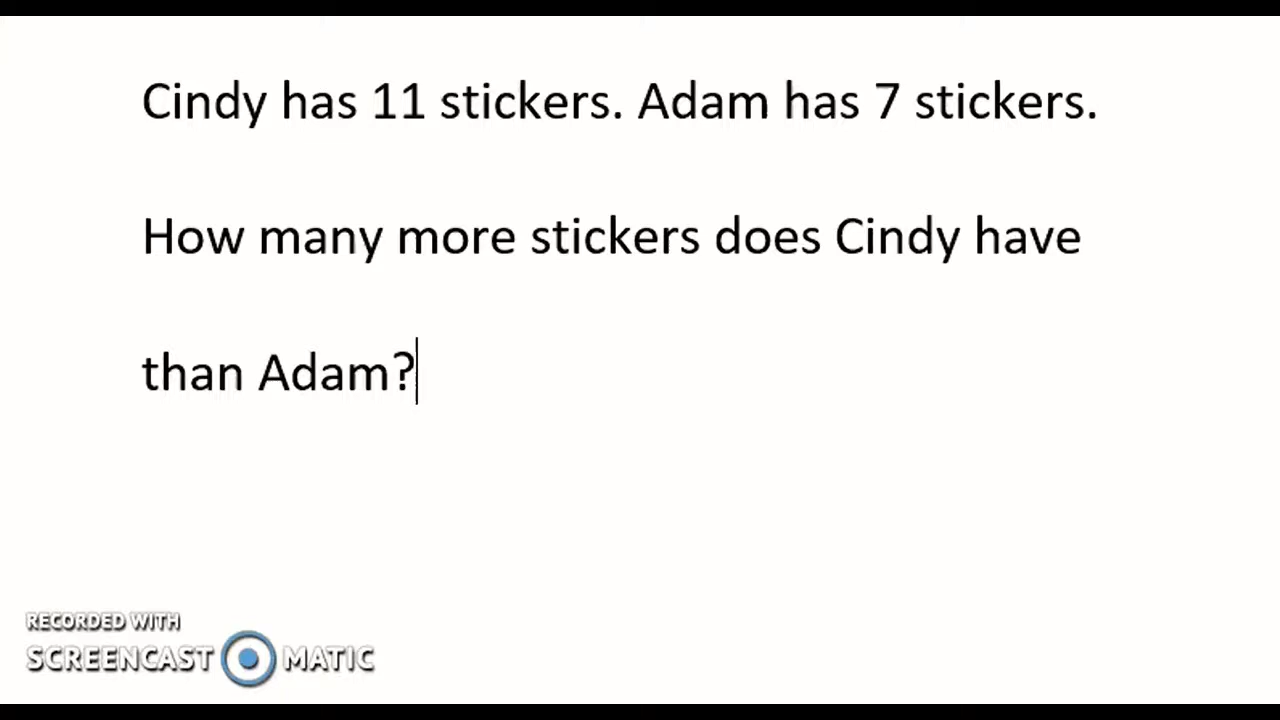 Cindy has 11 stickers. Adam has 7 stickers.
How many more stickers does Cindy have
than Adam?
RECORDED WITH
SCREENCAST MATIC